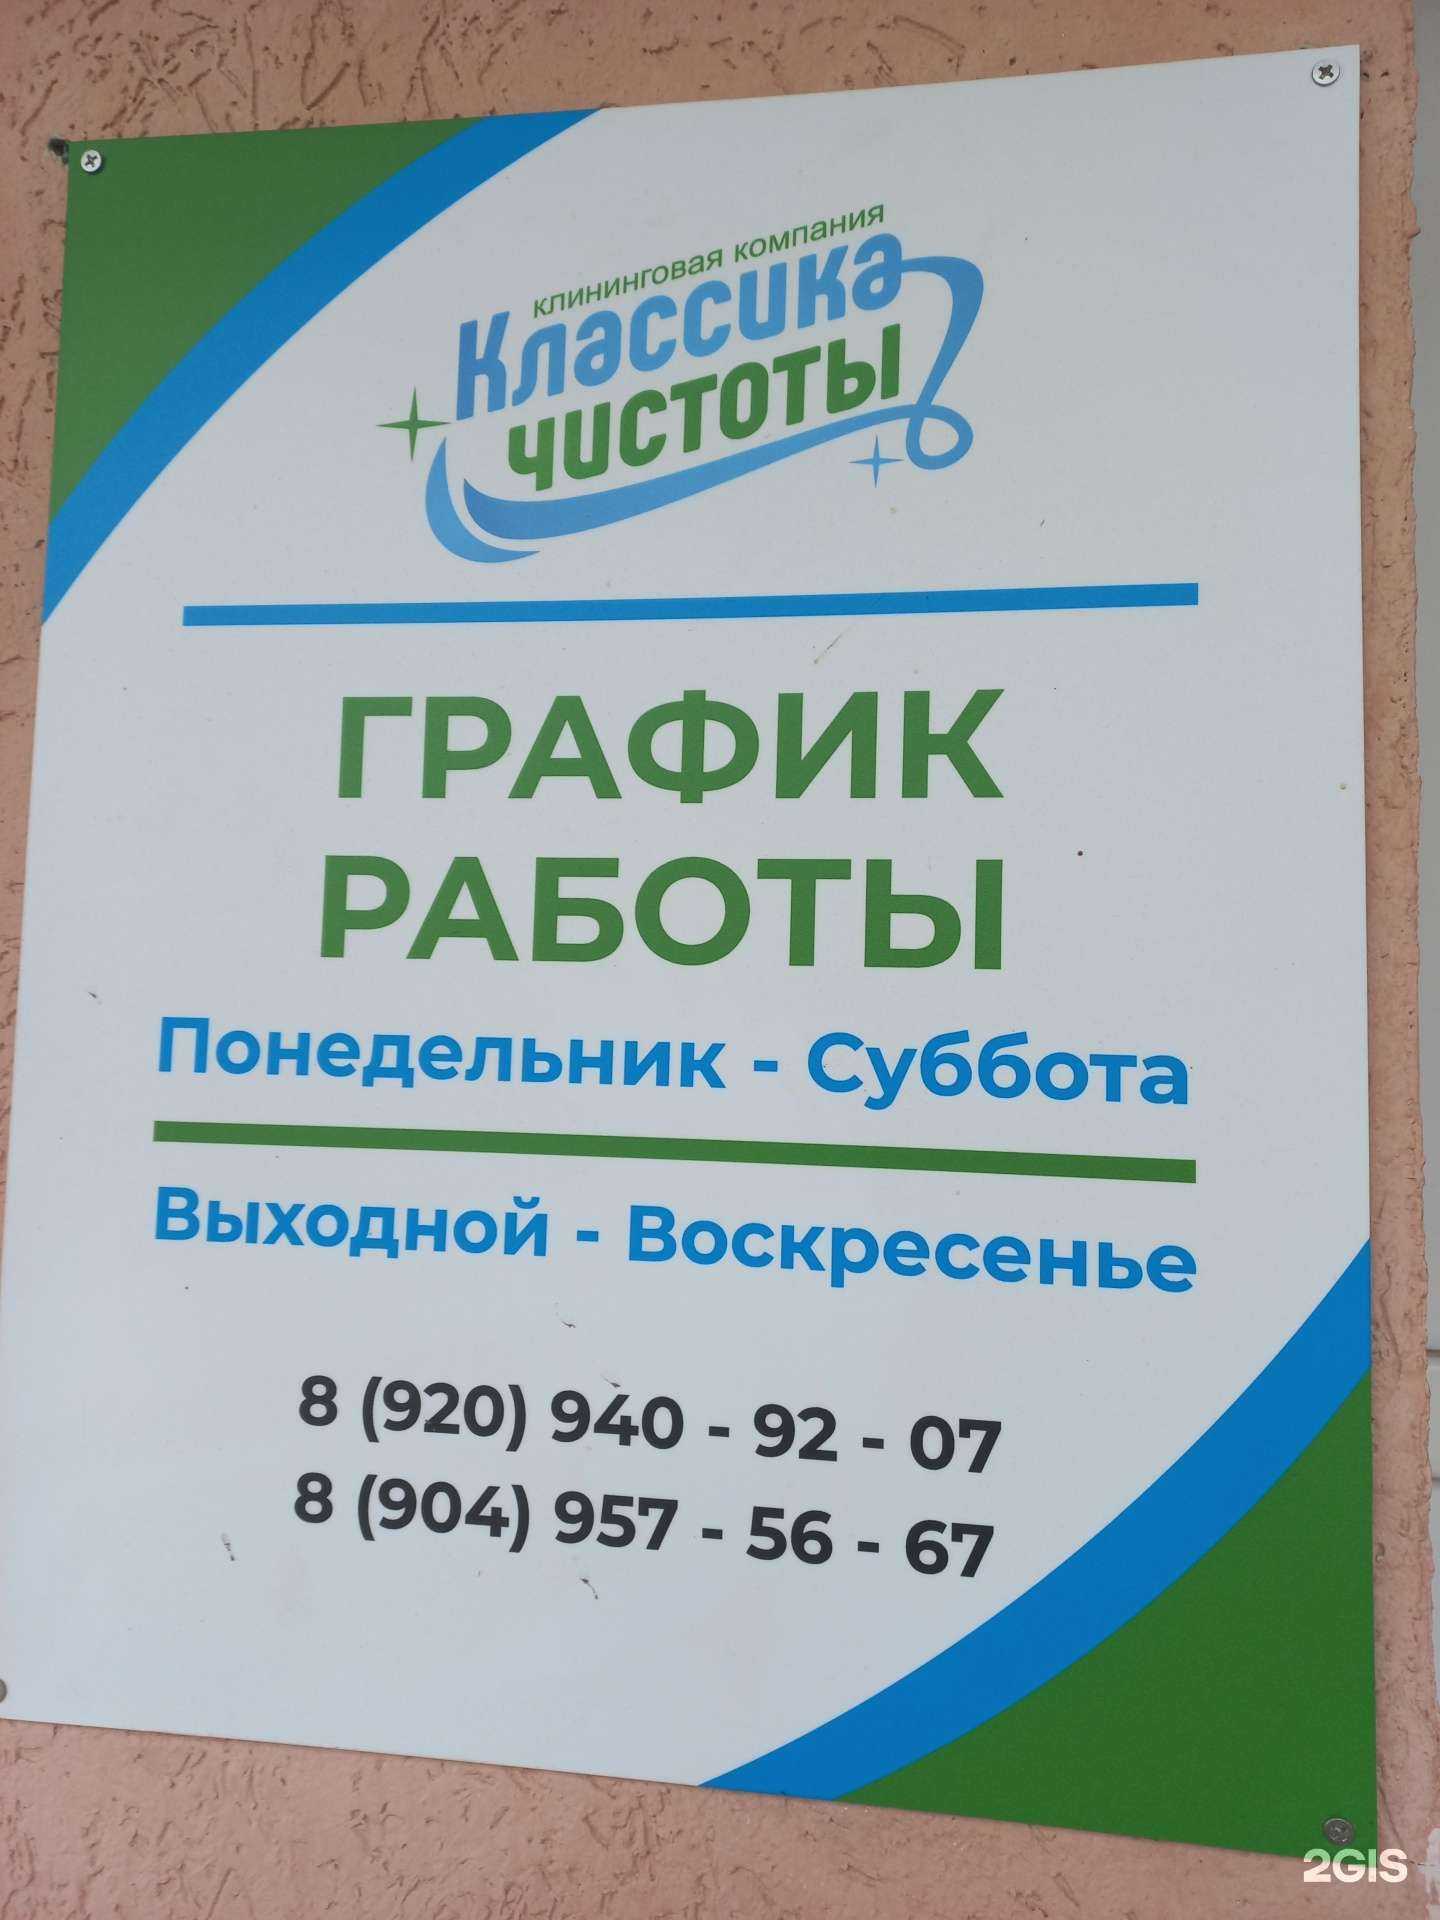 клининговая компания
Классика
чистоты
ГРАФИК
РАБОТЫ
Понедельник - Суббота
Выходной - Воскресенье
8 (920) 940 - 92 - 07
8 (904) 957 - 56 - 67
2GIS